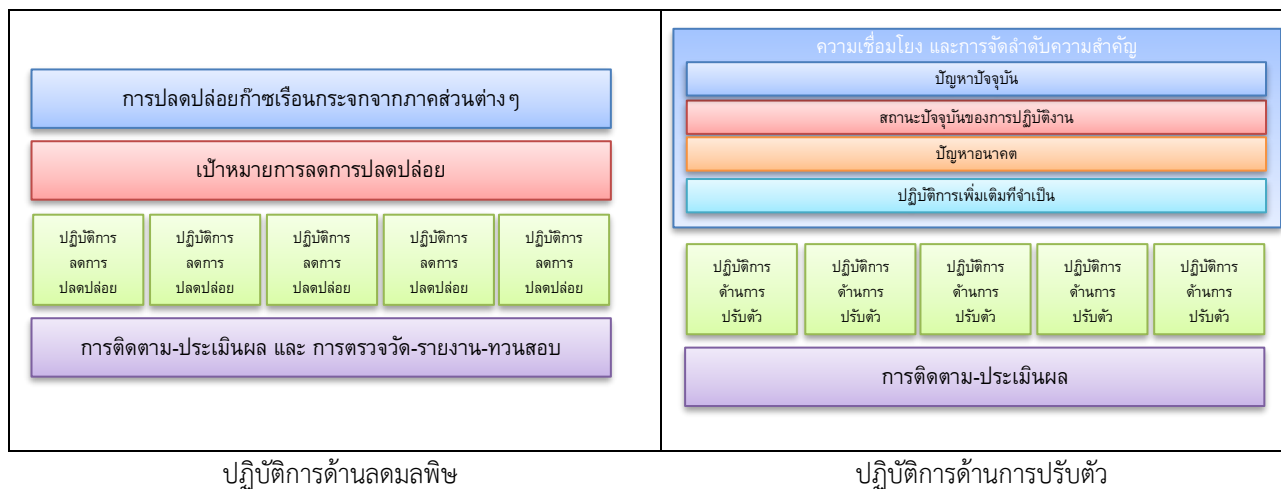 การปลดปล่อยก๊าซเรือนกระจกจากภาคส่วนต่างๆ
เป้าหมายการลดการปลดปล่อย
ปฏิบัติการ ปฏิบัติการ ปฏิบัติการ ปฏิบัติการ ปฏิบัติการ
ลดการ ลดการ ลดการ ลดการ ลดการ
ปลดปล่อย ปลดปล่อย ปลดปล่อย ปลดปล่อย ปลดปล่อย
การติดตาม-ประเมินผล และ การตรวจวัด-รายงาน-ทวนสอบ
ปฏิบัติการด้านลดมลพิษ
ความเชื่อมโยง และการจัดลำดับความสำคัญ
ปัญหาปัจจุบัน
สถานะปัจจุบันของการปฏิบัติงาน
ปัญหาอนาคต
ปฏิบัติการเพิ่มเติมที่จำเป็น
ปฏิบัติการ ปฏิบัติการ ปฏิบัติการ ปฏิบัติการ ปฏิบัติการ
ด้านการ ด้านการ ด้านการ ด้านการ ด้านการ
ปรับตัว ปรับตัว ปรับตัว ปรับตัว ปรับตัว
การติดตาม-ประเมินผล
ปฏิบัติการด้านการปรับตัว